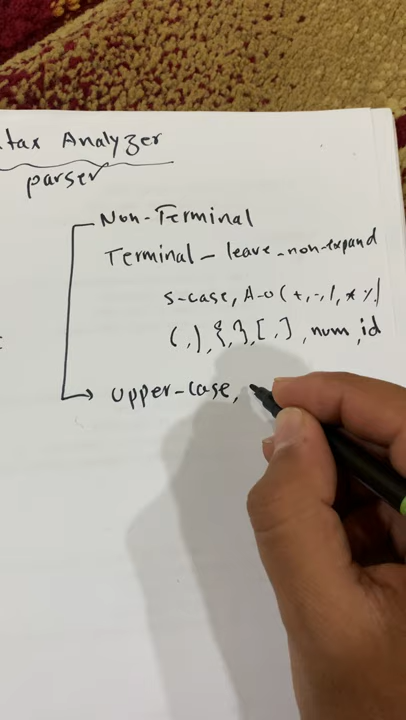 tax Analyzer
parser
Non-Terminal
Terminal - leave - non-expand
s-case, A-o (+, -, /, * %)
(,), {, }, [, ], num, id
upper-case,